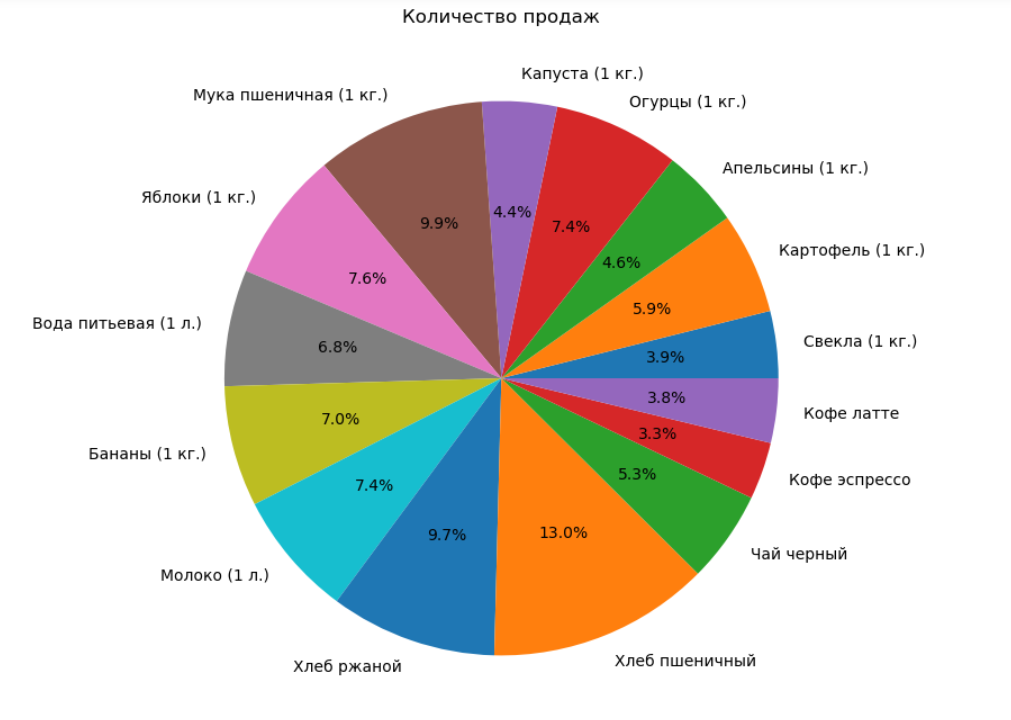 Количество продаж
Капуста (1 кг.)
Мука пшеничная (1 кг.)
Огурцы (1 кг.)
Апельсины (1 кг.)
Яблоки (1 кг.)
4.4%
9.9%
7.4%
Картофель (1 кг.)
4.6%
7.6%
5.9%
Вода питьевая (1 л.)
Свекла (1 кг.)
6.8%
3.9%
3.8%
Кофе латте
7.0%
3.3%
Бананы (1 кг.)
5.3%
Кофе эспрессо
7.4%
9.7%
13.0%
Чай черный
Молоко (1 л.)
Хлеб пшеничный
Хлеб ржаной